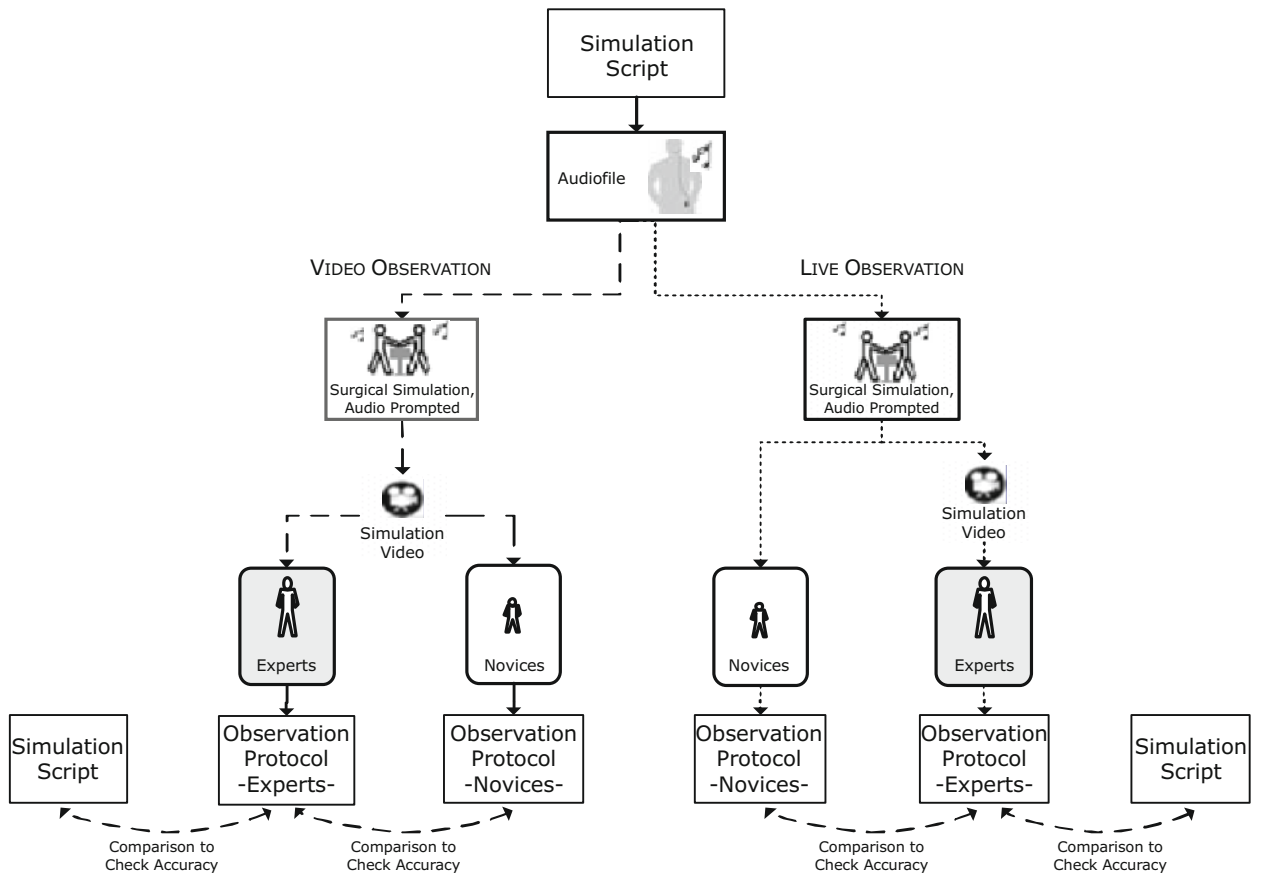 Simulation
Script
Audiofile
VIDEO OBSERVATION
LIVE OBSERVATION
Surgical Simulation,
Audio Prompted
Surgical Simulation,
Audio Prompted
Simulation
Video
Simulation
Video
Experts
Novices
Novices
Experts
Simulation
Script
Observation
Protocol
-Experts-
Observation
Protocol
-Novices-
Observation
Protocol
-Novices-
Observation
Protocol
-Experts-
Simulation
Script
Comparison to
Check Accuracy
Comparison to
Check Accuracy
Comparison to
Check Accuracy
Comparison to
Check Accuracy